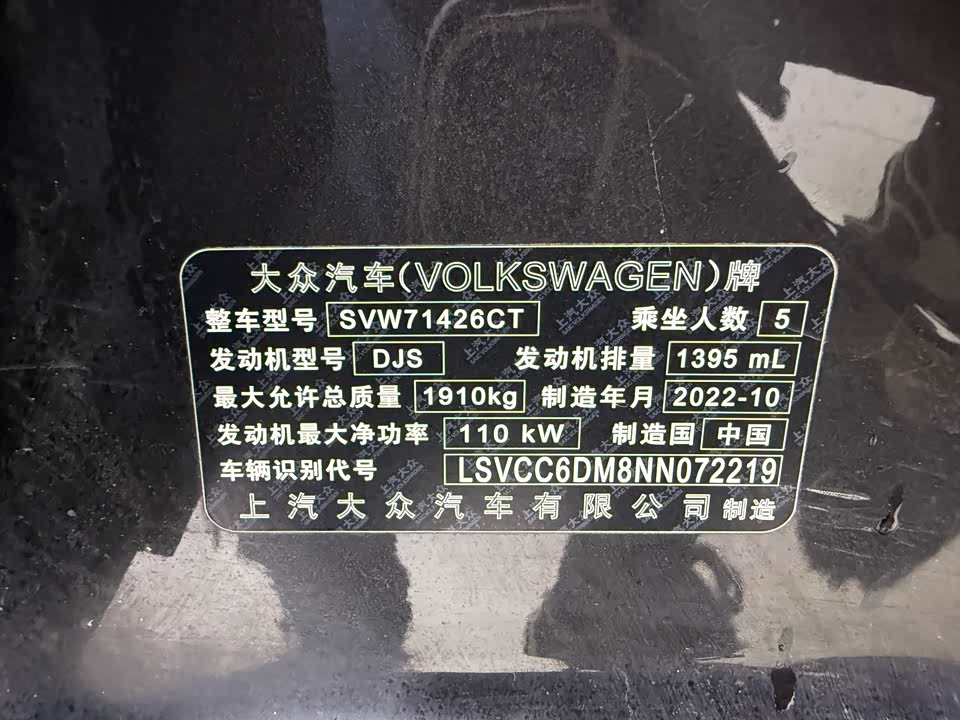 大众汽车(VOLKSWAGEN)牌
整车型号 SVW71426CT 乘坐人数 5
发动机型号 DJS 发动机排量 1395 mL
最大允许总质量 1910kg 制造年月 2022-10
发动机最大净功率 110 kW 制造国 中国
车辆识别代号 LSVCC6DM8NN072219
上汽大众汽车有限公司制造